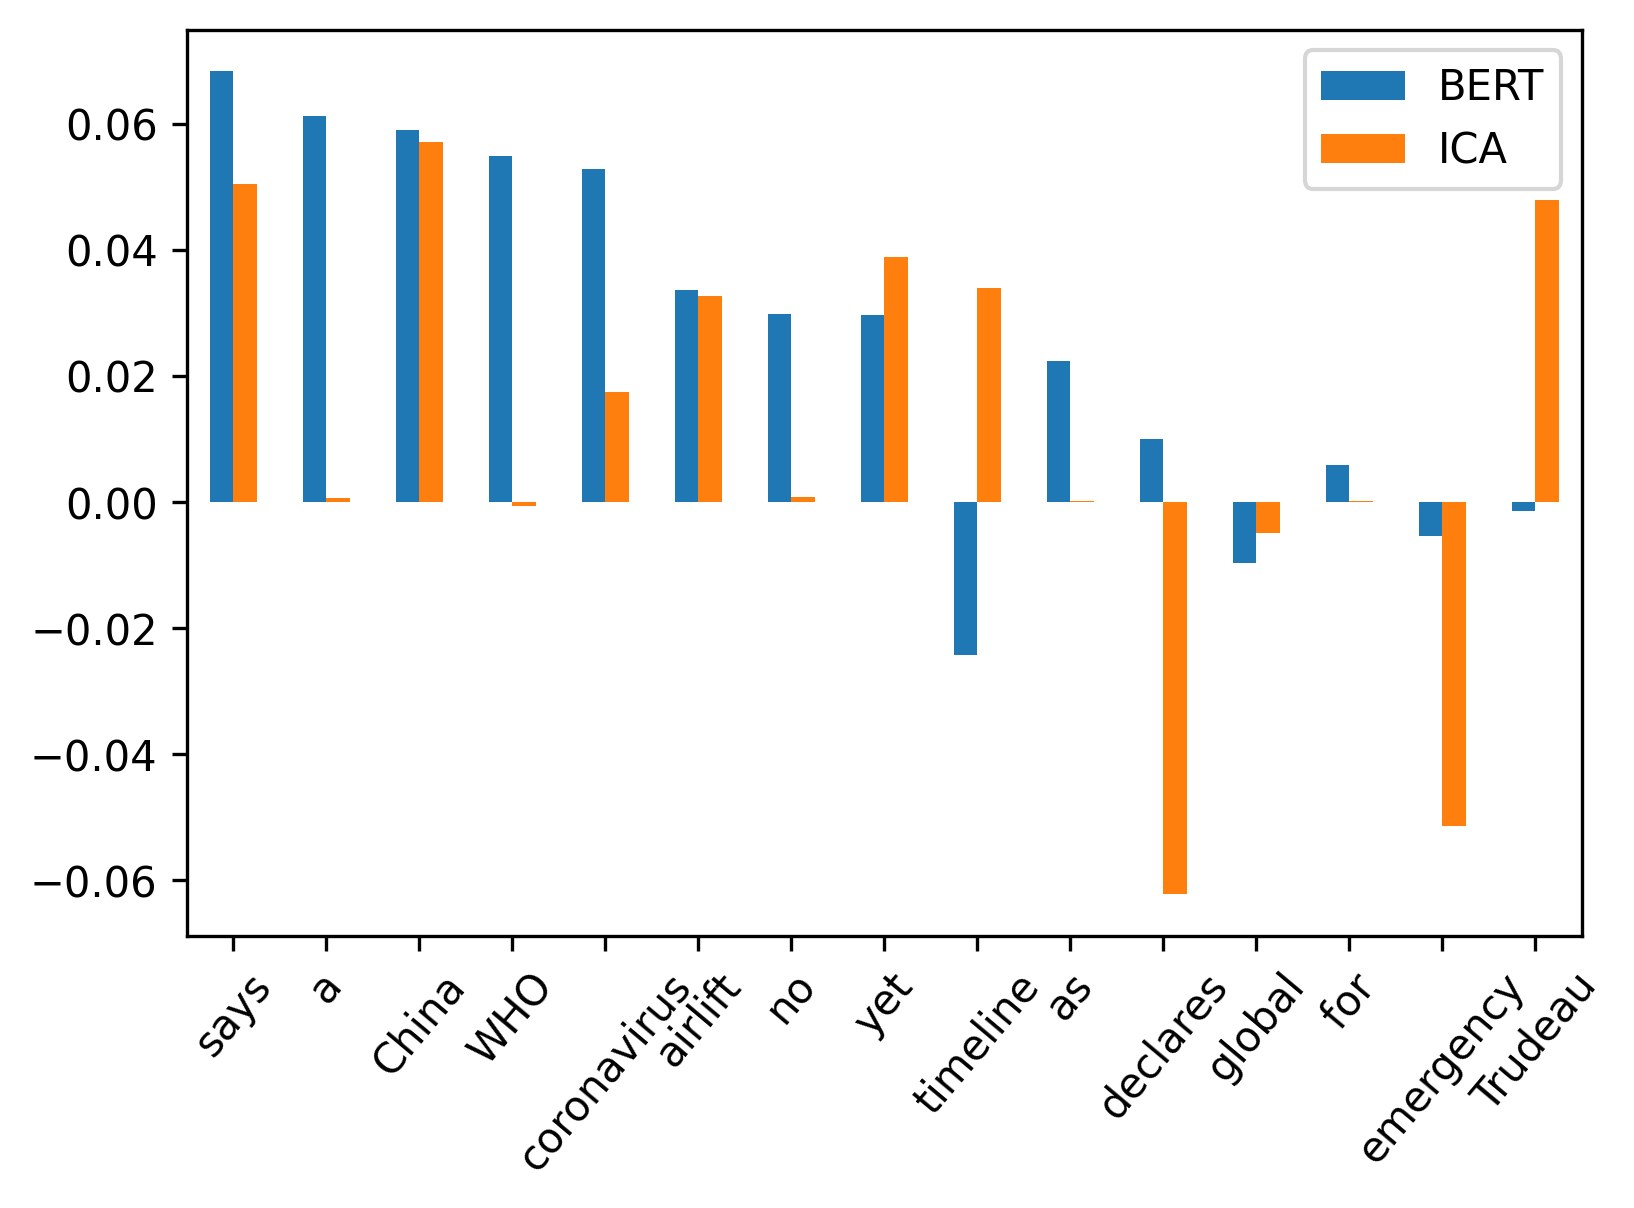 BERT
ICA
0.06
0.04
0.02
0.00
−0.02
−0.04
−0.06
says
a
China
WHO
coronavirus
airlift
no
yet
timeline
as
declares
global
for
emergency
Trudeau